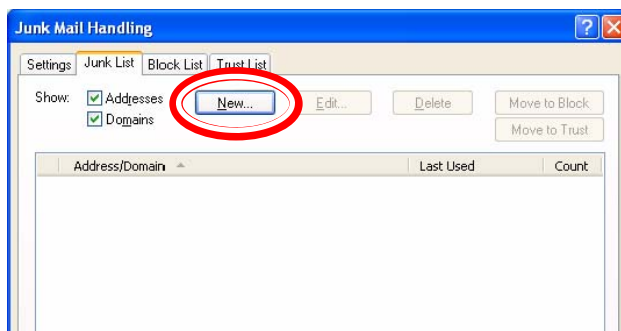 Junk Mail Handling
Settings Junk List Block List Trust List
Show: Addresses New... Edit... Delete Move to Block
Domains Move to Trust
Address/Domain Last Used Count